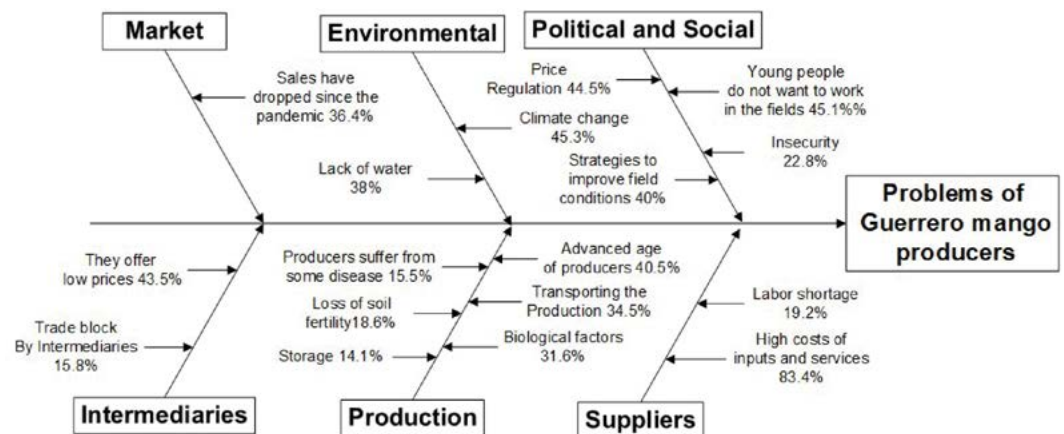 Market
Environmental
Political and Social
Sales have
dropped since the
pandemic 36.4%
Lack of water
38%
Climate change
45.3%
Price
Regulation 44.5%
Strategies to
improve field
conditions 40%
Young people
do not want to work
in the fields 45.1%%
Insecurity
22.8%
Problems of
Guerrero mango
producers
They offer
low prices 43.5%
Trade block
By Intermediaries
15.8%
Producers suffer from
some disease 15.5%
Loss of soil
fertility18.6%
Storage 14.1%
Advanced age
of producers 40.5%
Transporting the
Production 34.5%
Biological factors
31.6%
Labor shortage
19.2%
High costs of
inputs and services
83.4%
Intermediaries
Production
Suppliers